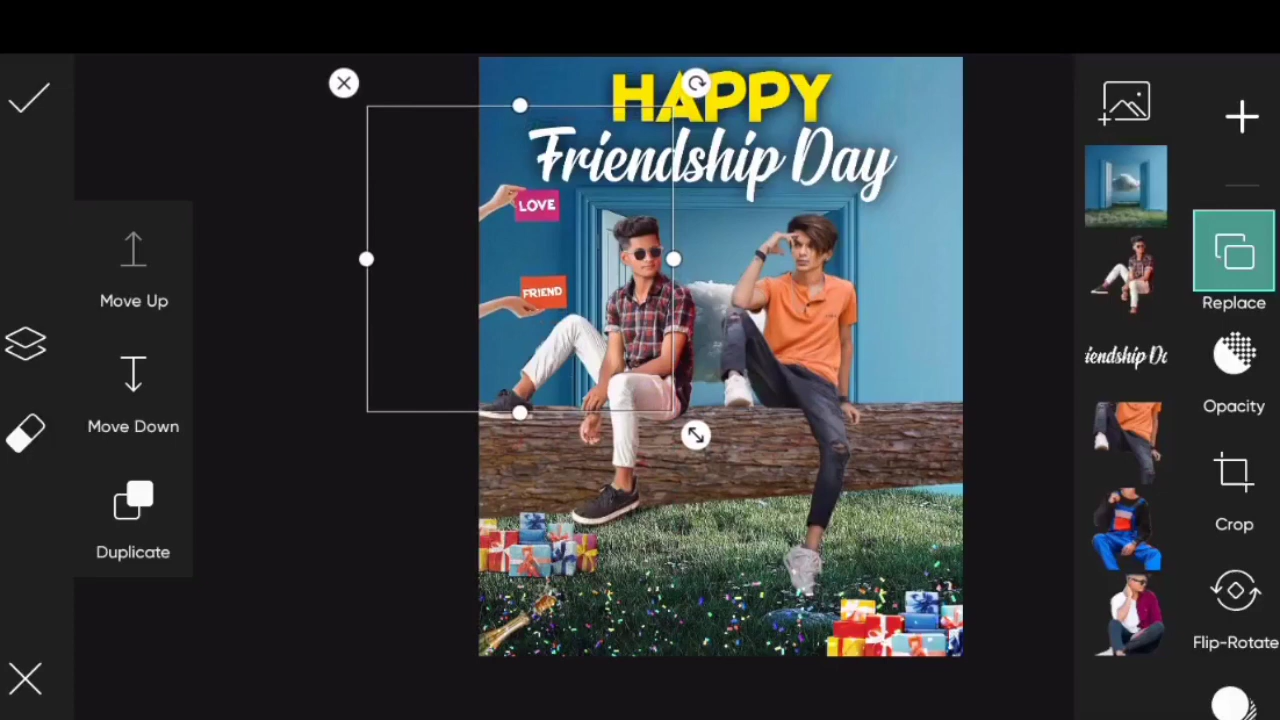 HAPPY
Friendship Day
LOVE
FRIEND
Move Up
Move Down
Duplicate
iendship Da
Replace
Opacity
Crop
Flip-Rotate